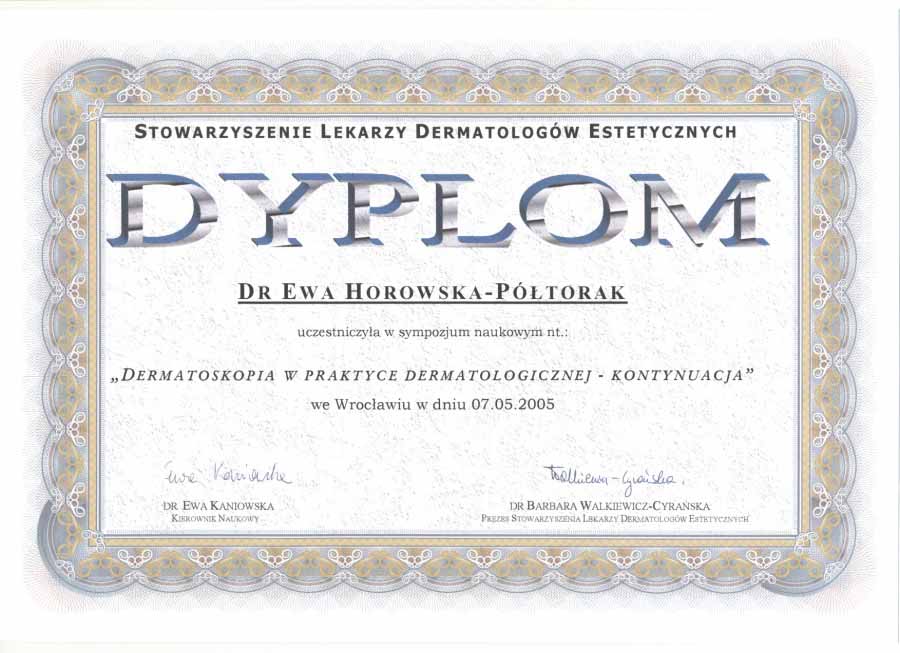 STOWARZYSZENIE LEKARZY DERMATOLOGÓW ESTETYCZNYCH
DYPLOM
DR EWA HOROWSKA-PÓŁTORAK
uczestniczyła w sympozjum naukowym nt.:
„DERMATOSKOPIA W PRAKTYCE DERMATOLOGICZNEJ - KONTYNUACJA”
we Wrocławiu w dniu 07.05.2005
Ewa Kaniowska
Walkiewicz-Cyrańska
DR EWA KANIOWSKA
DR BARBARA WALKIEWICZ-CYRAŃSKA
KIEROWNIK NAUKOWY
PREZES STOWARZYSZENIA LEKARZY DERMATOLOGÓW ESTETYCZNYCH